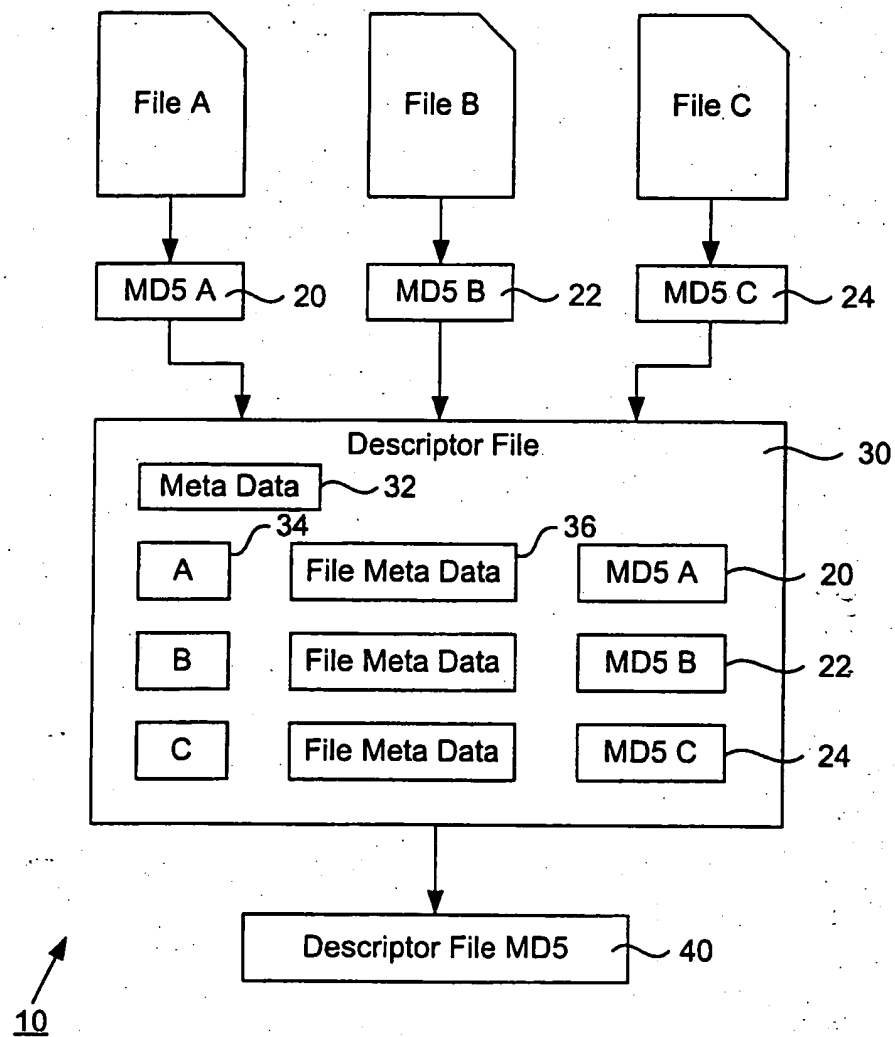 File A
File B
File C
MD5 A
20
MD5 B
22
MD5 C
24
Descriptor File
30
Meta Data
32
34
36
A
File Meta Data
MD5 A
20
B
File Meta Data
MD5 B
22
C
File Meta Data
MD5 C
24
Descriptor File MD5
40
10